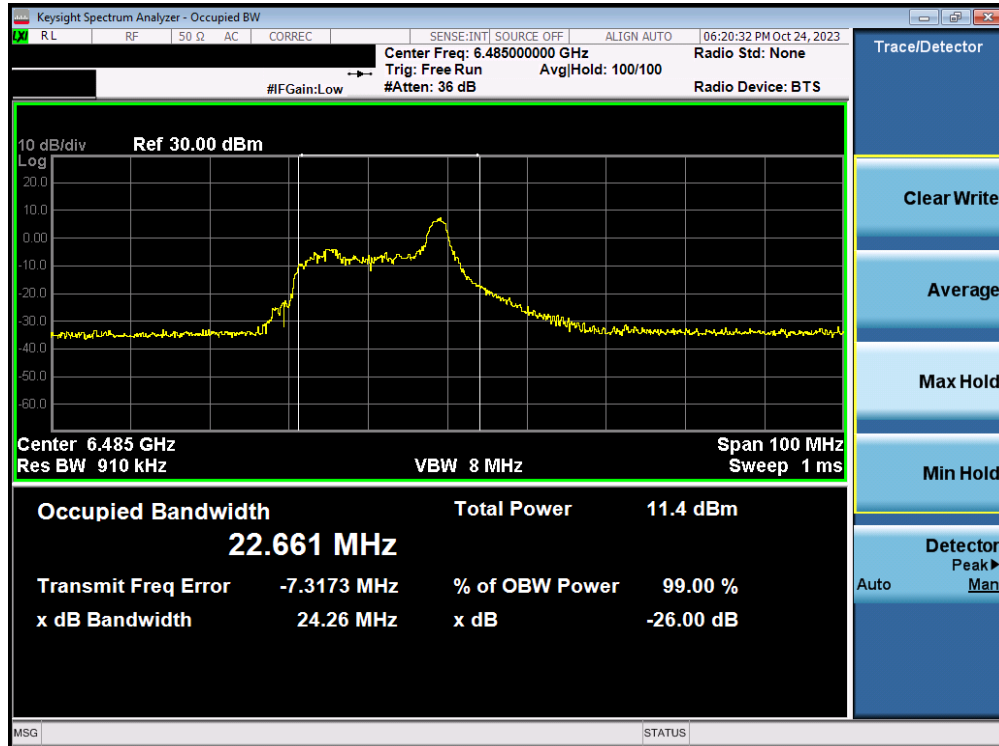 Keysight Spectrum Analyzer - Occupied BW
LXI RL RF 50 Ω AC CORREC SENSE:INT SOURCE OFF ALIGN AUTO 06:20:32 PM Oct 24, 2023
Center Freq: 6.485000000 GHz Radio Std: None
Trig: Free Run Avg|Hold: 100/100
#IFGain:Low #Atten: 36 dB Radio Device: BTS
Trace/Detector
10 dB/div Ref 30.00 dBm
Log
20.0
10.0
0.00
-10.0
-20.0
-30.0
-40.0
-50.0
-60.0
Center 6.485 GHz Span 100 MHz
Res BW 910 kHz VBW 8 MHz Sweep 1 ms
Occupied Bandwidth Total Power 11.4 dBm
22.661 MHz
Transmit Freq Error -7.3173 MHz % of OBW Power 99.00 %
x dB Bandwidth 24.26 MHz x dB -26.00 dB
Clear Write
Average
Max Hold
Min Hold
Detector
Peak▶
Auto Man
MSG STATUS